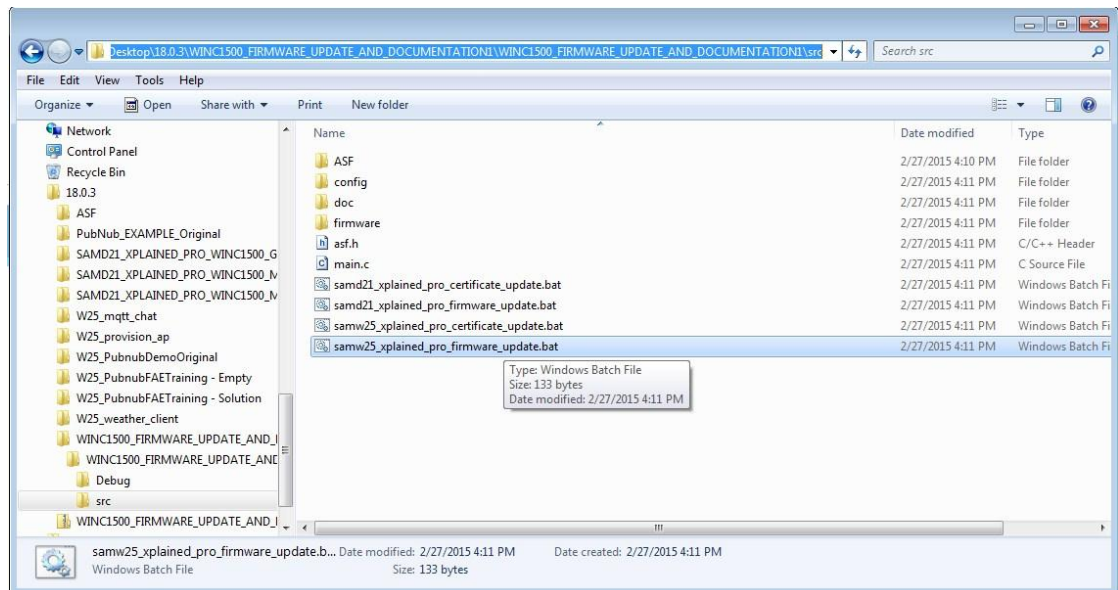 Desktop\18.0.3\WINC1500_FIRMWARE_UPDATE_AND_DOCUMENTATION1\WINC1500_FIRMWARE_UPDATE_AND_DOCUMENTATION1\src Search src
File Edit View Tools Help
Organize Open Share with Print New folder
Network
Control Panel
Recycle Bin
18.0.3
ASF
PubNub_EXAMPLE_Original
SAMD21_XPLAINED_PRO_WINC1500_G
SAMD21_XPLAINED_PRO_WINC1500_M
SAMD21_XPLAINED_PRO_WINC1500_M
W25_mqtt_chat
W25_provision_ap
W25_PubnubDemoOriginal
W25_PubnubFAETraining - Empty
W25_PubnubFAETraining - Solution
W25_weather_client
WINC1500_FIRMWARE_UPDATE_AND_
WINC1500_FIRMWARE_UPDATE_AND
Debug
src
WINC1500_FIRMWARE_UPDATE_AND_
Name Date modified Type
ASF 2/27/2015 4:10 PM File folder
config 2/27/2015 4:11 PM File folder
doc 2/27/2015 4:11 PM File folder
firmware 2/27/2015 4:11 PM File folder
asf.h 2/27/2015 4:11 PM C/C++ Header
main.c 2/27/2015 4:11 PM C Source File
samd21_xplained_pro_certificate_update.bat 2/27/2015 4:11 PM Windows Batch Fi
samd21_xplained_pro_firmware_update.bat 2/27/2015 4:11 PM Windows Batch Fi
samw25_xplained_pro_certificate_update.bat 2/27/2015 4:11 PM Windows Batch Fi
samw25_xplained_pro_firmware_update.bat 2/27/2015 4:11 PM Windows Batch Fi
Type: Windows Batch File
Size: 133 bytes
Date modified: 2/27/2015 4:11 PM
samw25_xplained_pro_firmware_update.b... Date modified: 2/27/2015 4:11 PM Date created: 2/27/2015 4:11 PM
Windows Batch File Size: 133 bytes